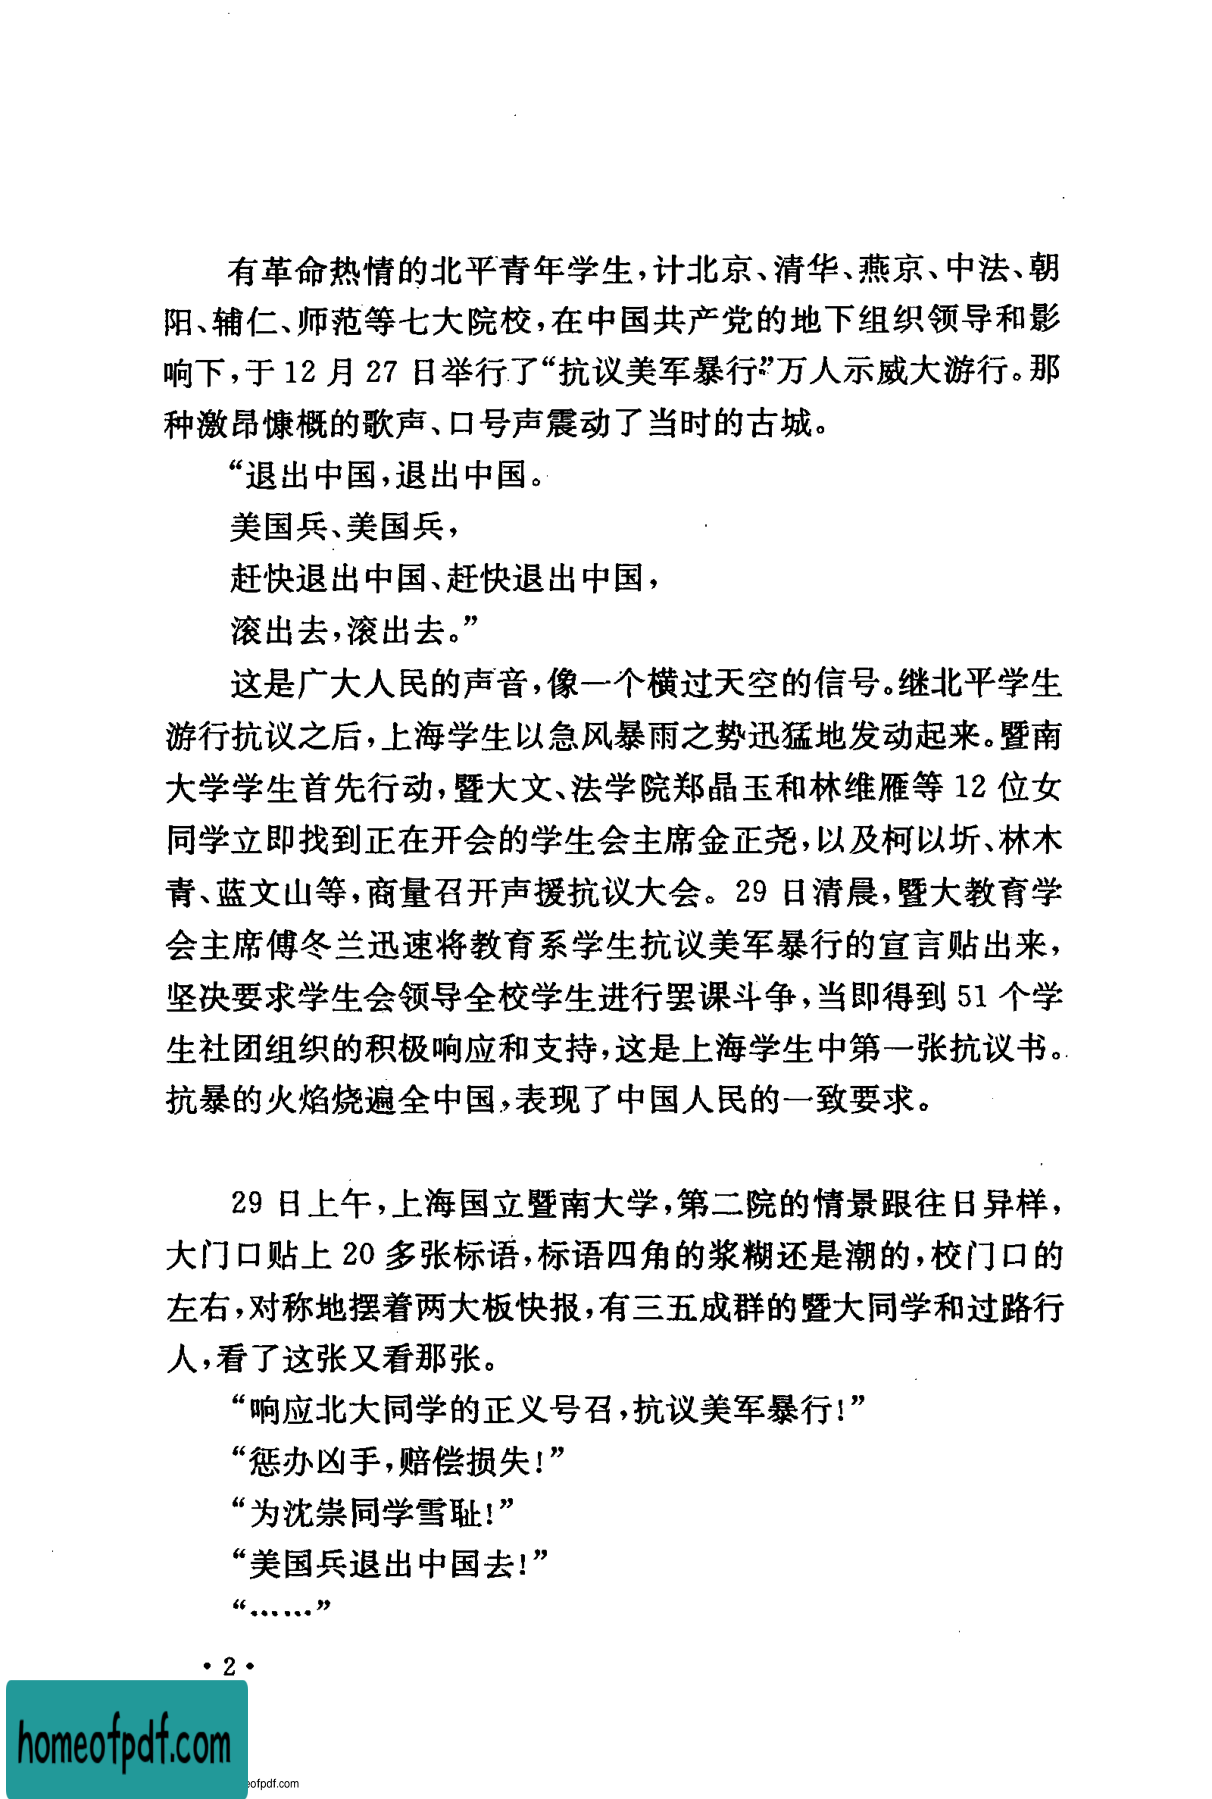 有革命热情的北平青年学生,计北京、清华、燕京、中法、朝
阳、辅仁、师范等七大院校,在中国共产党的地下组织领导和影
响下,于 12 月 27 日举行了“抗议美军暴行”万人示威大游行。那
种激昂慷概的歌声、口号声震动了当时的古城。
“退出中国,退出中国。
美国兵、美国兵,
赶快退出中国、赶快退出中国,
滚出去,滚出去。”
这是广大人民的声音,像一个横过天空的信号。继北平学生
游行抗议之后,上海学生以急风暴雨之势迅猛地发动起来。暨南
大学学生首先行动,暨大文、法学院郑晶玉和林维雁等 12 位女
同学立即找到正在开会的学生会主席金正尧,以及柯以圻、林木
青、蓝文山等,商量召开声援抗议大会。29 日清晨,暨大教育学
会主席傅冬兰迅速将教育系学生抗议美军暴行的宣言贴出来,
坚决要求学生会领导全校学生进行罢课斗争,当即得到 51 个学
生社团组织的积极响应和支持,这是上海学生中第一张抗议书。
抗暴的火焰烧遍全中国,表现了中国人民的一致要求。
29 日上午,上海国立暨南大学,第二院的情景跟往日异样,
大门口贴上 20 多张标语,标语四角的浆糊还是潮的,校门口的
左右,对称地摆着两大板快报,有三五成群的暨大同学和过路行
人,看了这张又看那张。
“响应北大同学的正义号召,抗议美军暴行!”
“惩办凶手,赔偿损失!”
“为沈崇同学雪耻!”
“美国兵退出中国去!”
“……”
• 2 •
homeofpdf.com
eofpdf.com